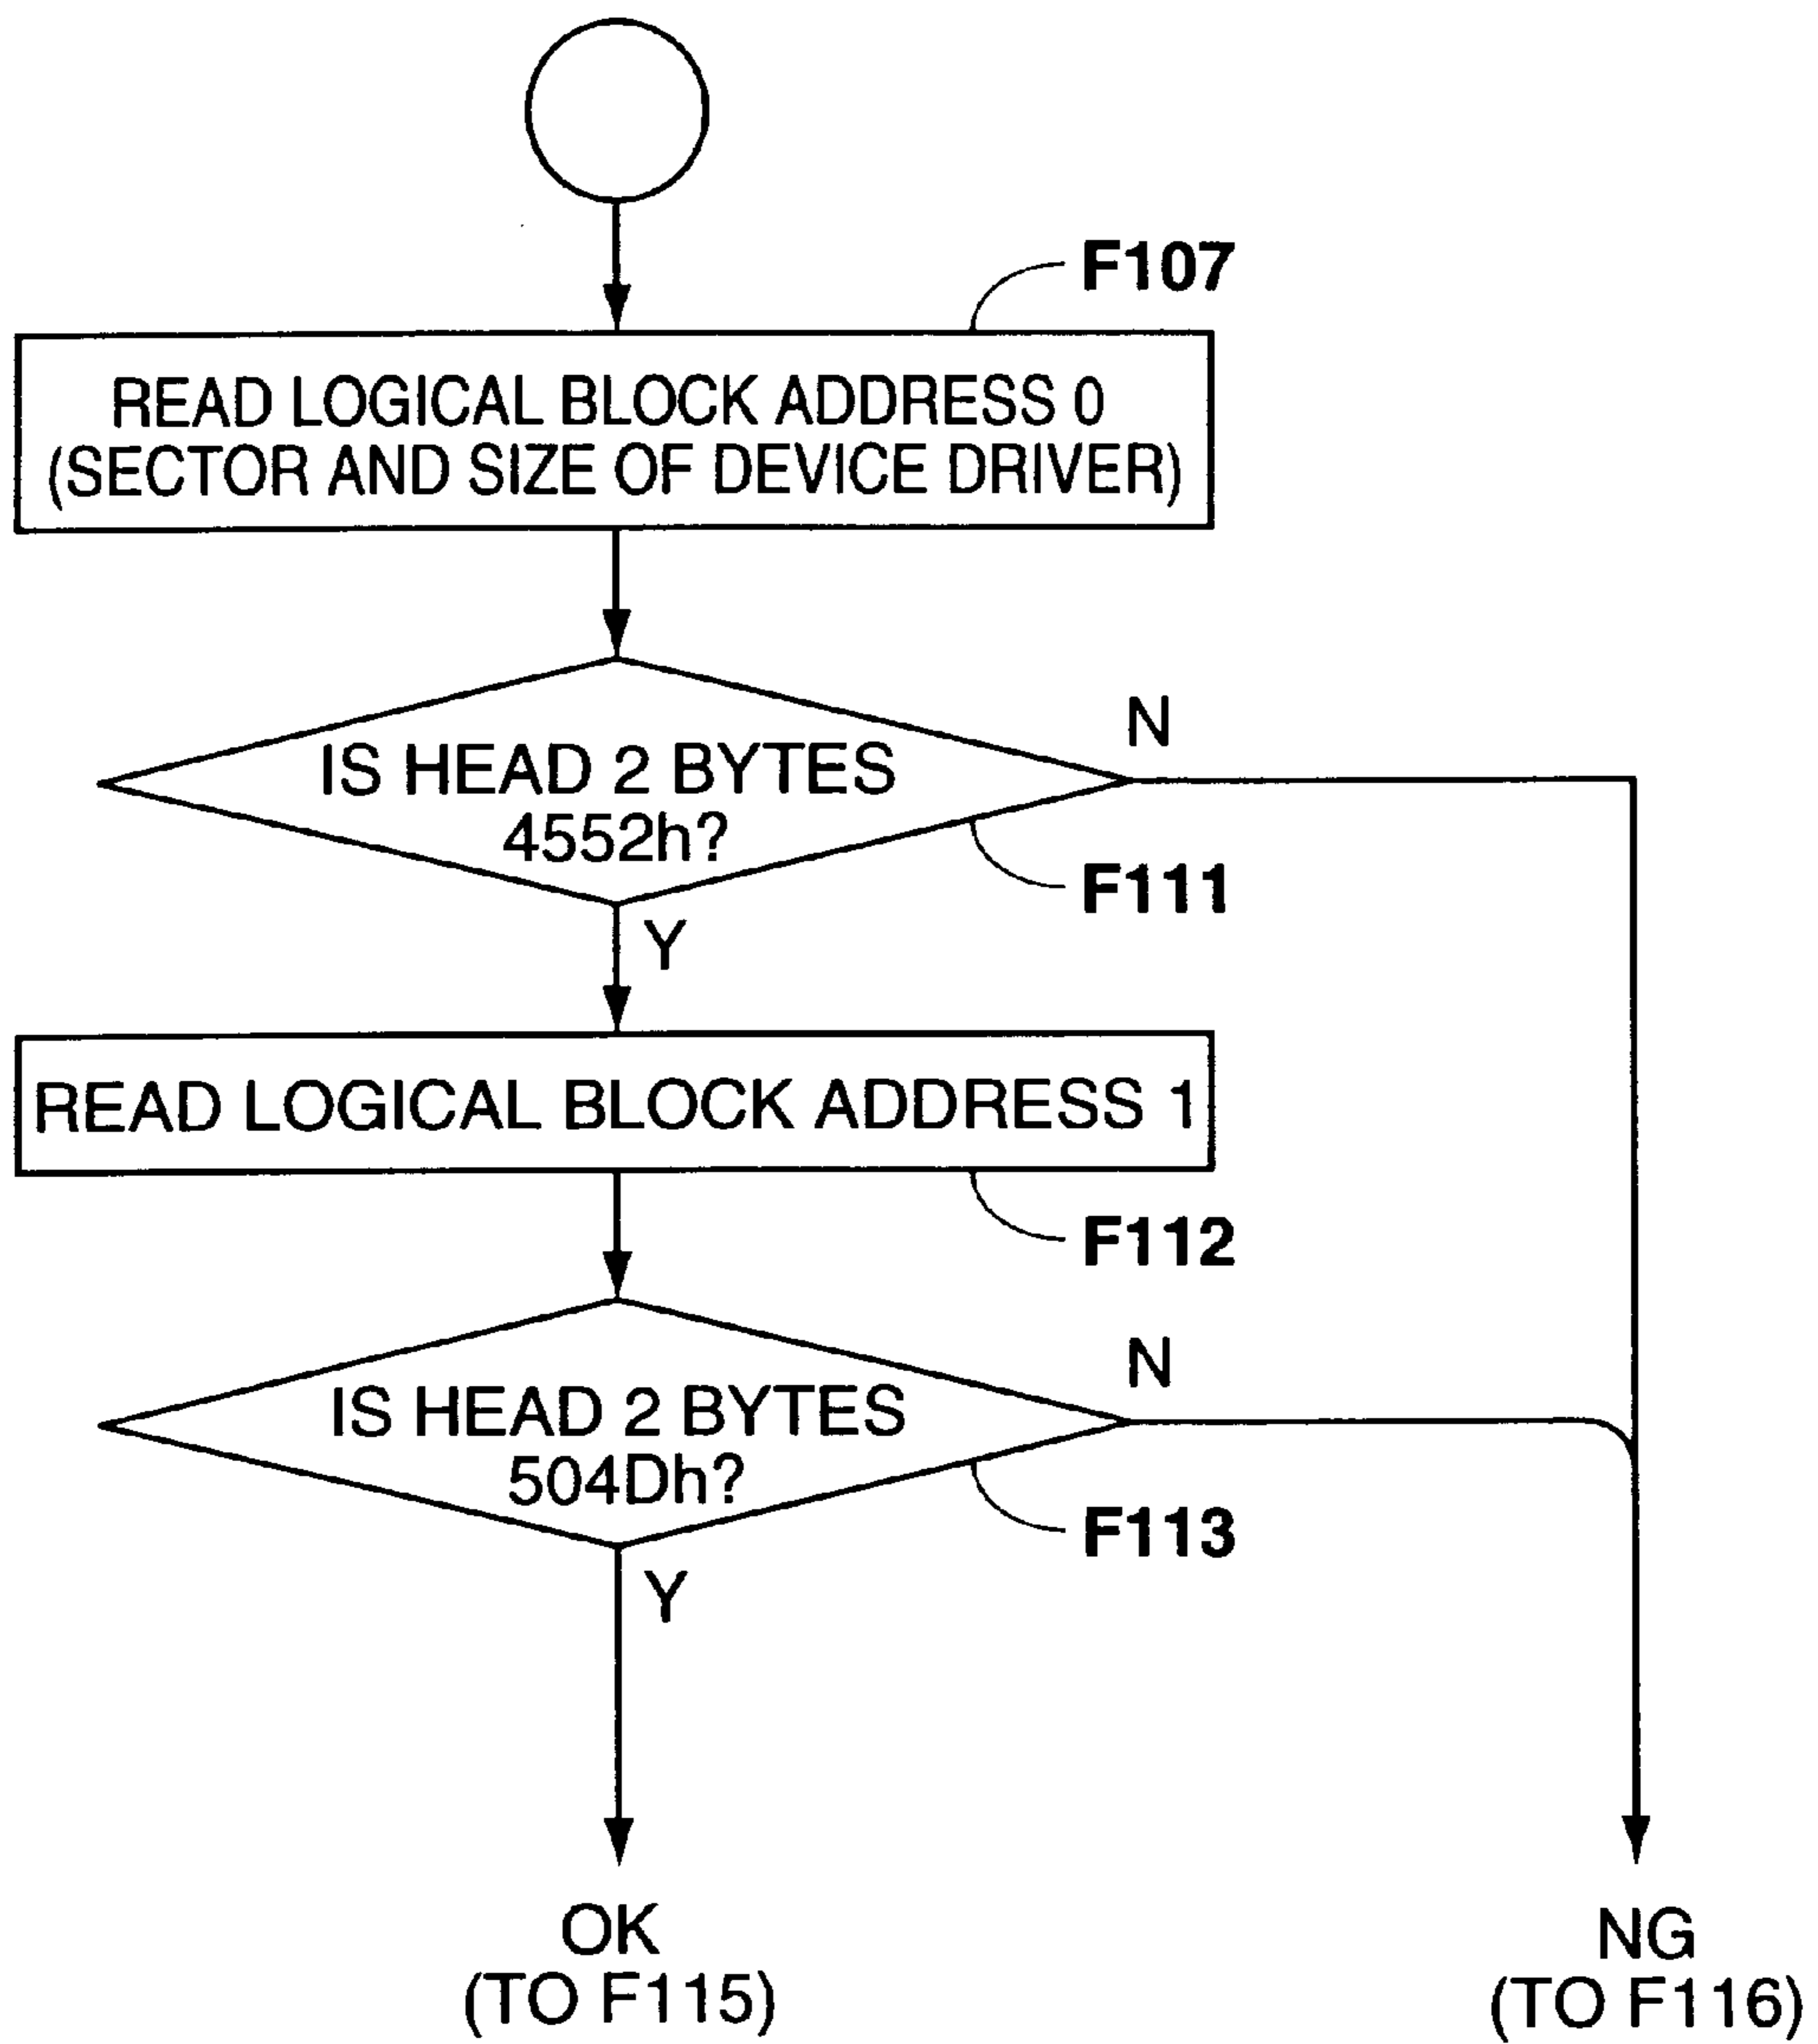 F107
READ LOGICAL BLOCK ADDRESS 0
(SECTOR AND SIZE OF DEVICE DRIVER)
N
IS HEAD 2 BYTES
4552h?
F111
Y
READ LOGICAL BLOCK ADDRESS 1
F112
N
IS HEAD 2 BYTES
504Dh?
F113
Y
OK
(TO F115)
NG
(TO F116)